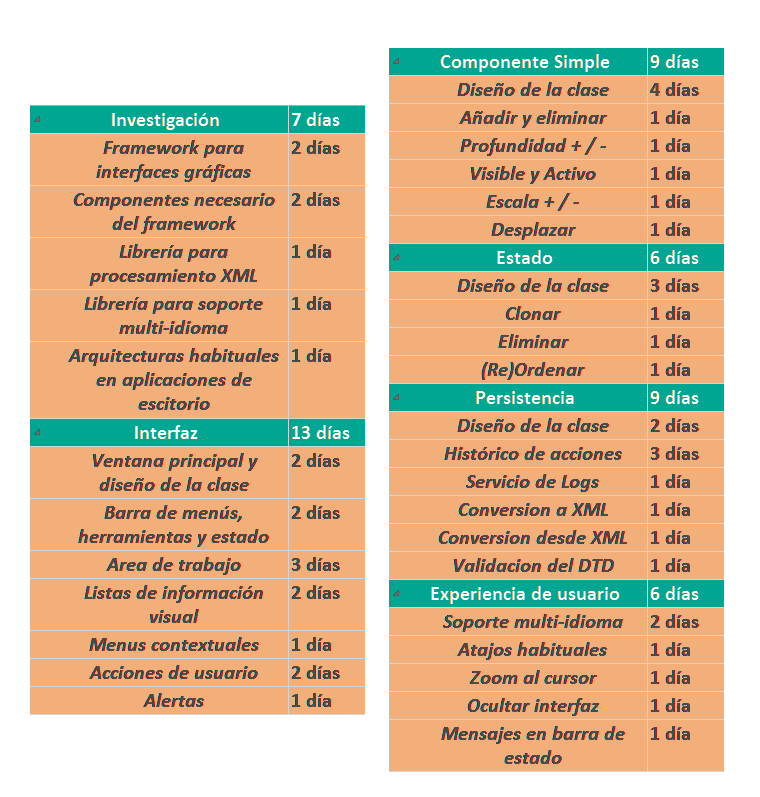 Investigación 7 días
Framework para 2 días
interfaces gráficas
Componentes necesario 2 días
del framework
Librería para 1 día
procesamiento XML
Librería para soporte 1 día
multi-idioma
Arquitecturas habituales 1 día
en aplicaciones de
escitorio
Interfaz 13 días
Ventana principal y 2 días
diseño de la clase
Barra de menús, 2 días
herramientas y estado
Area de trabajo 3 días
Listas de información 2 días
visual
Menus contextuales 1 día
Acciones de usuario 2 días
Alertas 1 día
Componente Simple 9 días
Diseño de la clase 4 días
Añadir y eliminar 1 día
Profundidad + / - 1 día
Visible y Activo 1 día
Escala + / - 1 día
Desplazar 1 día
Estado 6 días
Diseño de la clase 3 días
Clonar 1 día
Eliminar 1 día
(Re)Ordenar 1 día
Persistencia 9 días
Diseño de la clase 2 días
Histórico de acciones 3 días
Servicio de Logs 1 día
Conversion a XML 1 día
Conversion desde XML 1 día
Validacion del DTD 1 día
Experiencia de usuario 6 días
Soporte multi-idioma 2 días
Atajos habituales 1 día
Zoom al cursor 1 día
Ocultar interfaz 1 día
Mensajes en barra de 1 día
estado